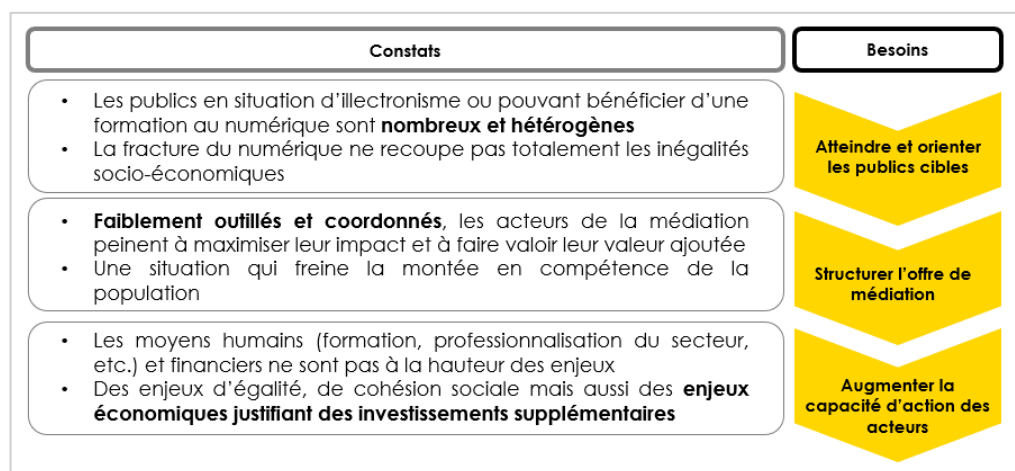 Constats
Besoins
• Les publics en situation d’illectronisme ou pouvant bénéficier d’une
formation au numérique sont nombreux et hétérogènes
• La fracture du numérique ne recoupe pas totalement les inégalités
socio-économiques
Atteindre et orienter
les publics cibles
• Faiblement outillés et coordonnés, les acteurs de la médiation
peinent à maximiser leur impact et à faire valoir leur valeur ajoutée
• Une situation qui freine la montée en compétence de la
population
Structurer l’offre de
médiation
• Les moyens humains (formation, professionnalisation du secteur,
etc.) et financiers ne sont pas à la hauteur des enjeux
• Des enjeux d’égalité, de cohésion sociale mais aussi des enjeux
économiques justifiant des investissements supplémentaires
Augmenter la
capacité d’action des
acteurs